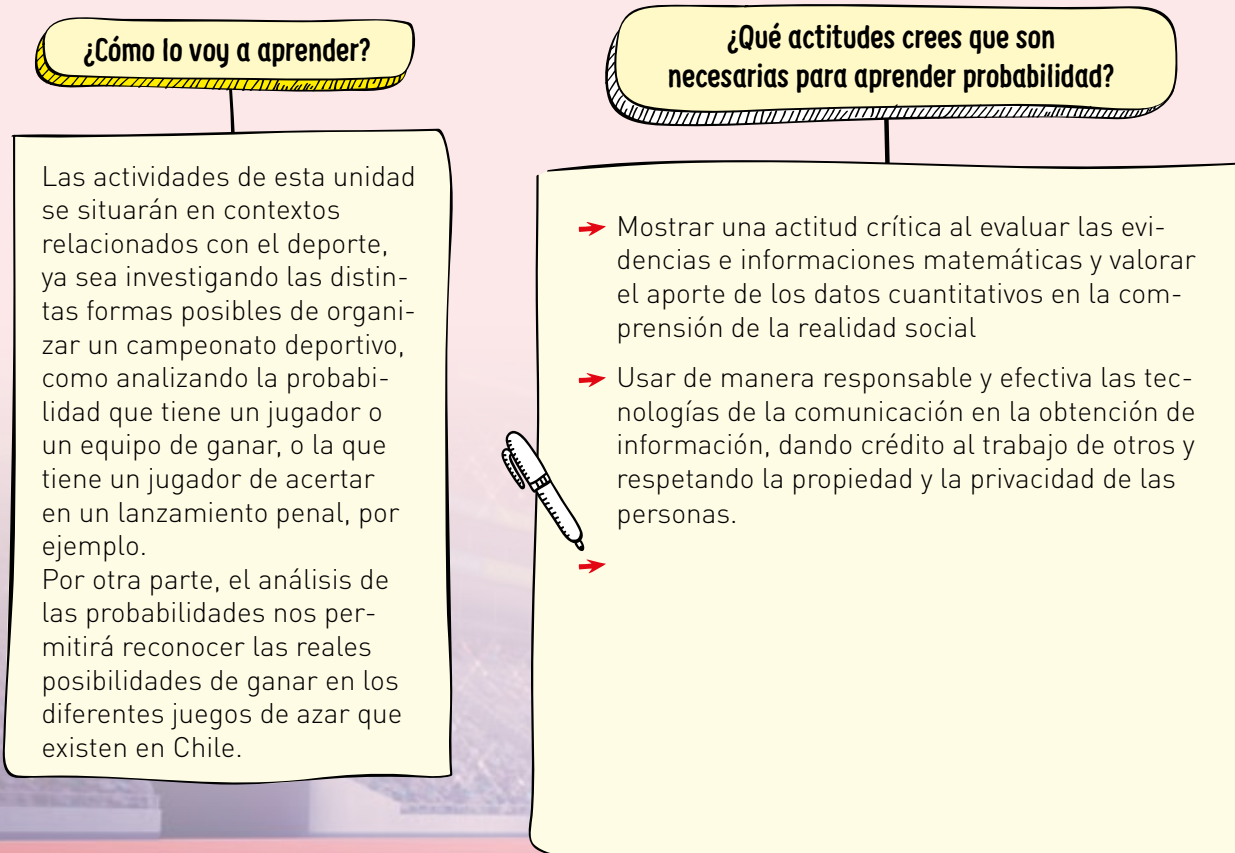 ¿Cómo lo voy a aprender?
Las actividades de esta unidad
se situarán en contextos
relacionados con el deporte,
ya sea investigando las distin-
tas formas posibles de organi-
zar un campeonato deportivo,
como analizando la probabi-
lidad que tiene un jugador o
un equipo de ganar, o la que
tiene un jugador de acertar
en un lanzamiento penal, por
ejemplo.
Por otra parte, el análisis de
las probabilidades nos per-
mitirá reconocer las reales
posibilidades de ganar en los
diferentes juegos de azar que
existen en Chile.
¿Qué actitudes crees que son
necesarias para aprender probabilidad?
Mostrar una actitud crítica al evaluar las evi-
dencias e informaciones matemáticas y valorar
el aporte de los datos cuantitativos en la com-
prensión de la realidad social
Usar de manera responsable y efectiva las tec-
nologías de la comunicación en la obtención de
información, dando crédito al trabajo de otros y
respetando la propiedad y la privacidad de las
personas.